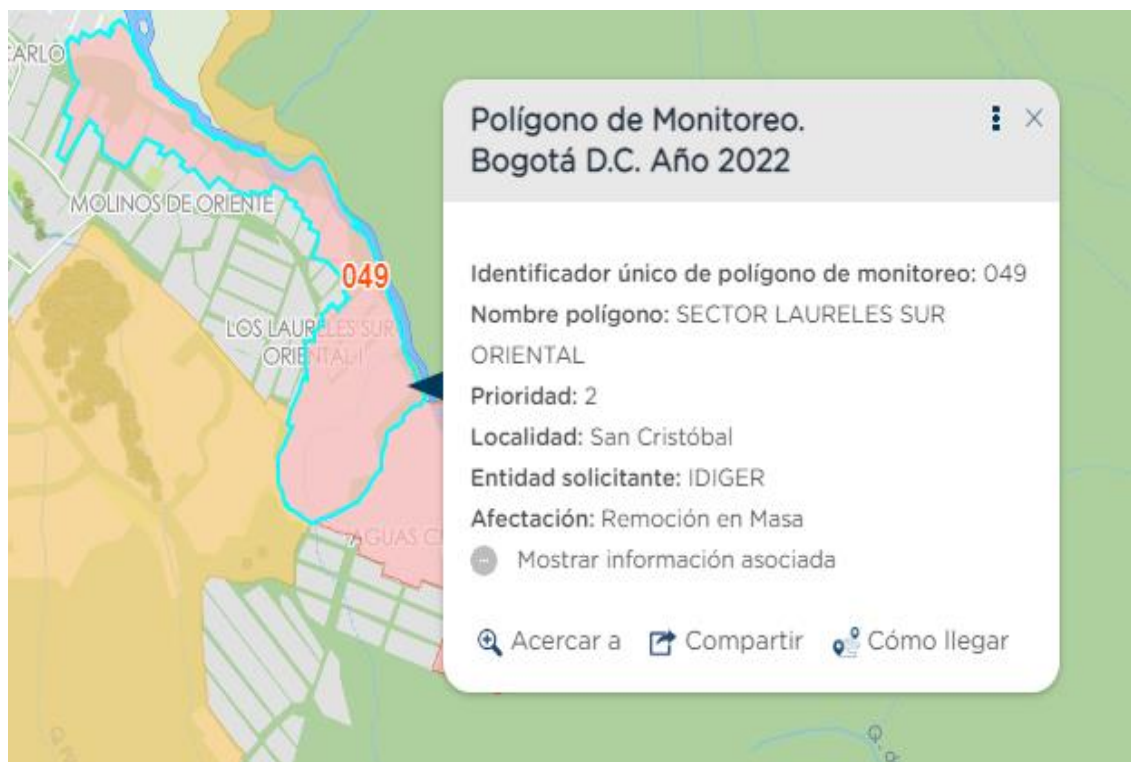 CARLO
MOLINOS DE ORIENTE
049
LOS LAURELES SUR
ORIENTAL I
AGUAS C
Polígono de Monitoreo.
Bogotá D.C. Año 2022
Identificador único de polígono de monitoreo: 049
Nombre polígono: SECTOR LAURELES SUR
ORIENTAL
Prioridad: 2
Localidad: San Cristóbal
Entidad solicitante: IDIGER
Afectación: Remoción en Masa
Mostrar información asociada
Acercar a Compartir Cómo llegar